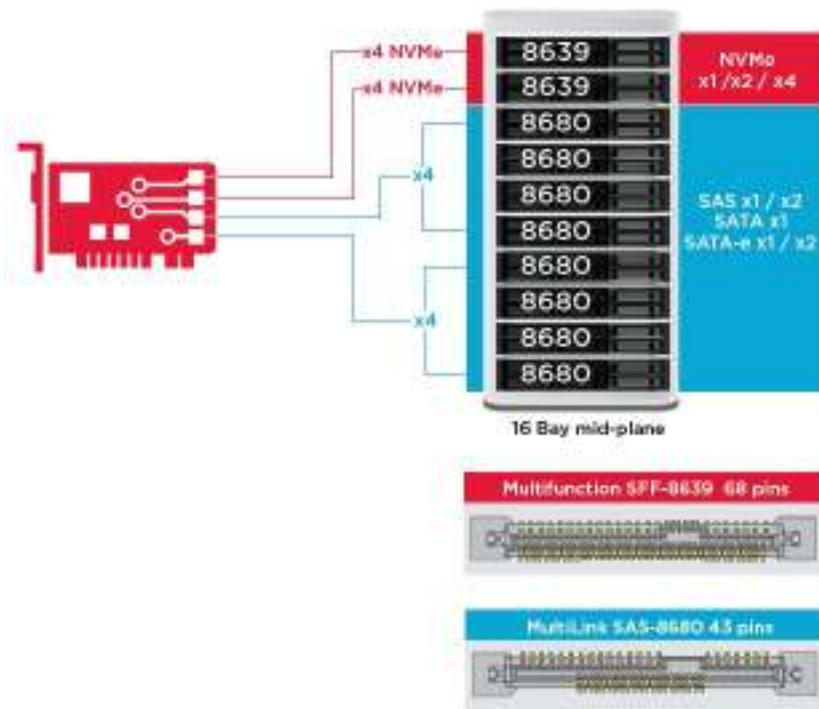 x4 NVMe
x4 NVMe
x4
x4
8639
8639
8680
8680
8680
8680
8680
8680
8680
8680
NVMe
x1 /x2 / x4
SAS x1 / x2
SATA x1
SATA-e x1 / x2
16 Bay mid-plane
Multifunction SFF-8639 68 pins
MultiLink SAS-8680 43 pins